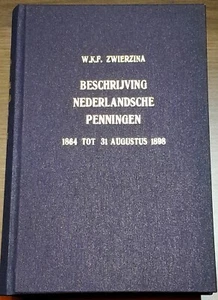 W.K.F. ZWIERZINA
BESCHRIJVING
NEDERLANDSCHE
PENNINGEN
1864 TOT 31 AUGUSTUS 1898